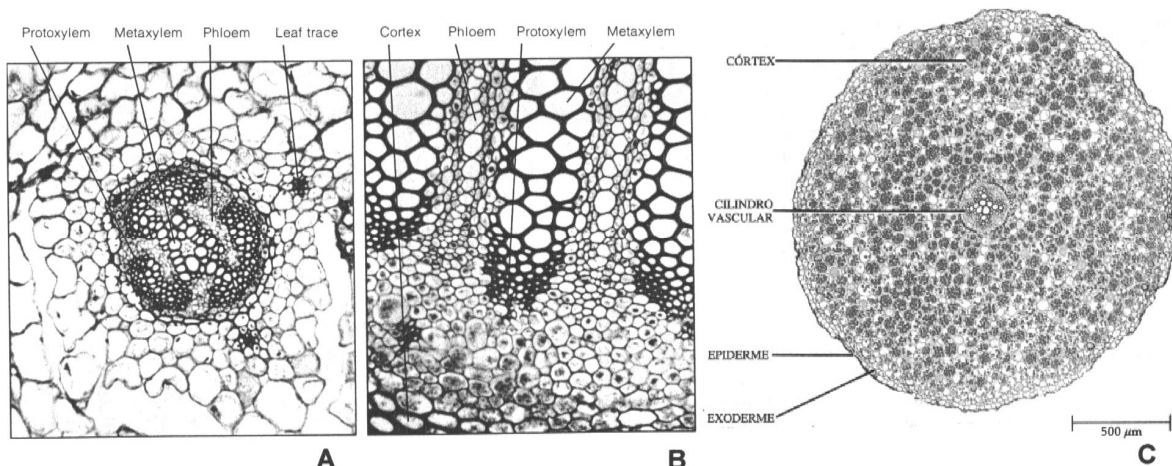 Protoxylem Metaxylem Phloem Leaf trace
Cortex Phloem Protoxylem Metaxylem
CÓRTEX
CILINDRO
VASCULAR
EPIDERME
EXODERME
500 μm
A
B
C